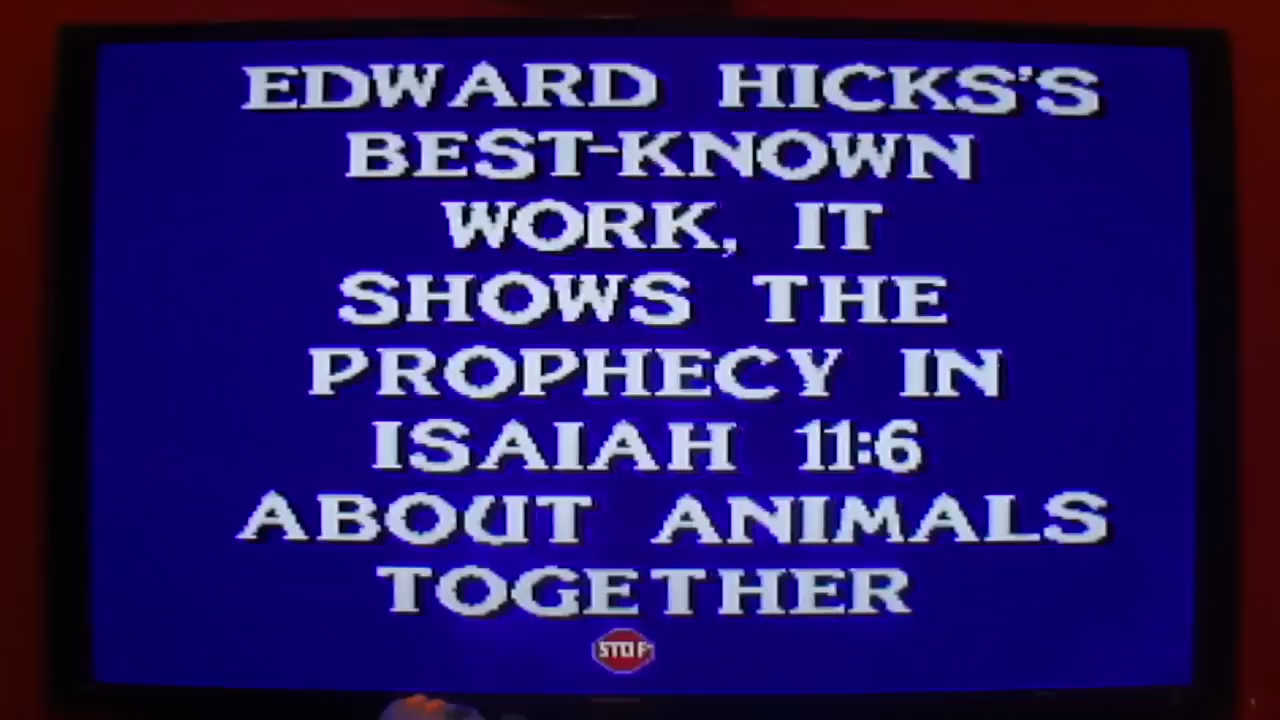 EDWARD HICKS'S
BEST-KNOWN
WORK, IT
SHOWS THE
PROPHECY IN
ISAIAH 11:6
ABOUT ANIMALS
TOGETHER
STOP